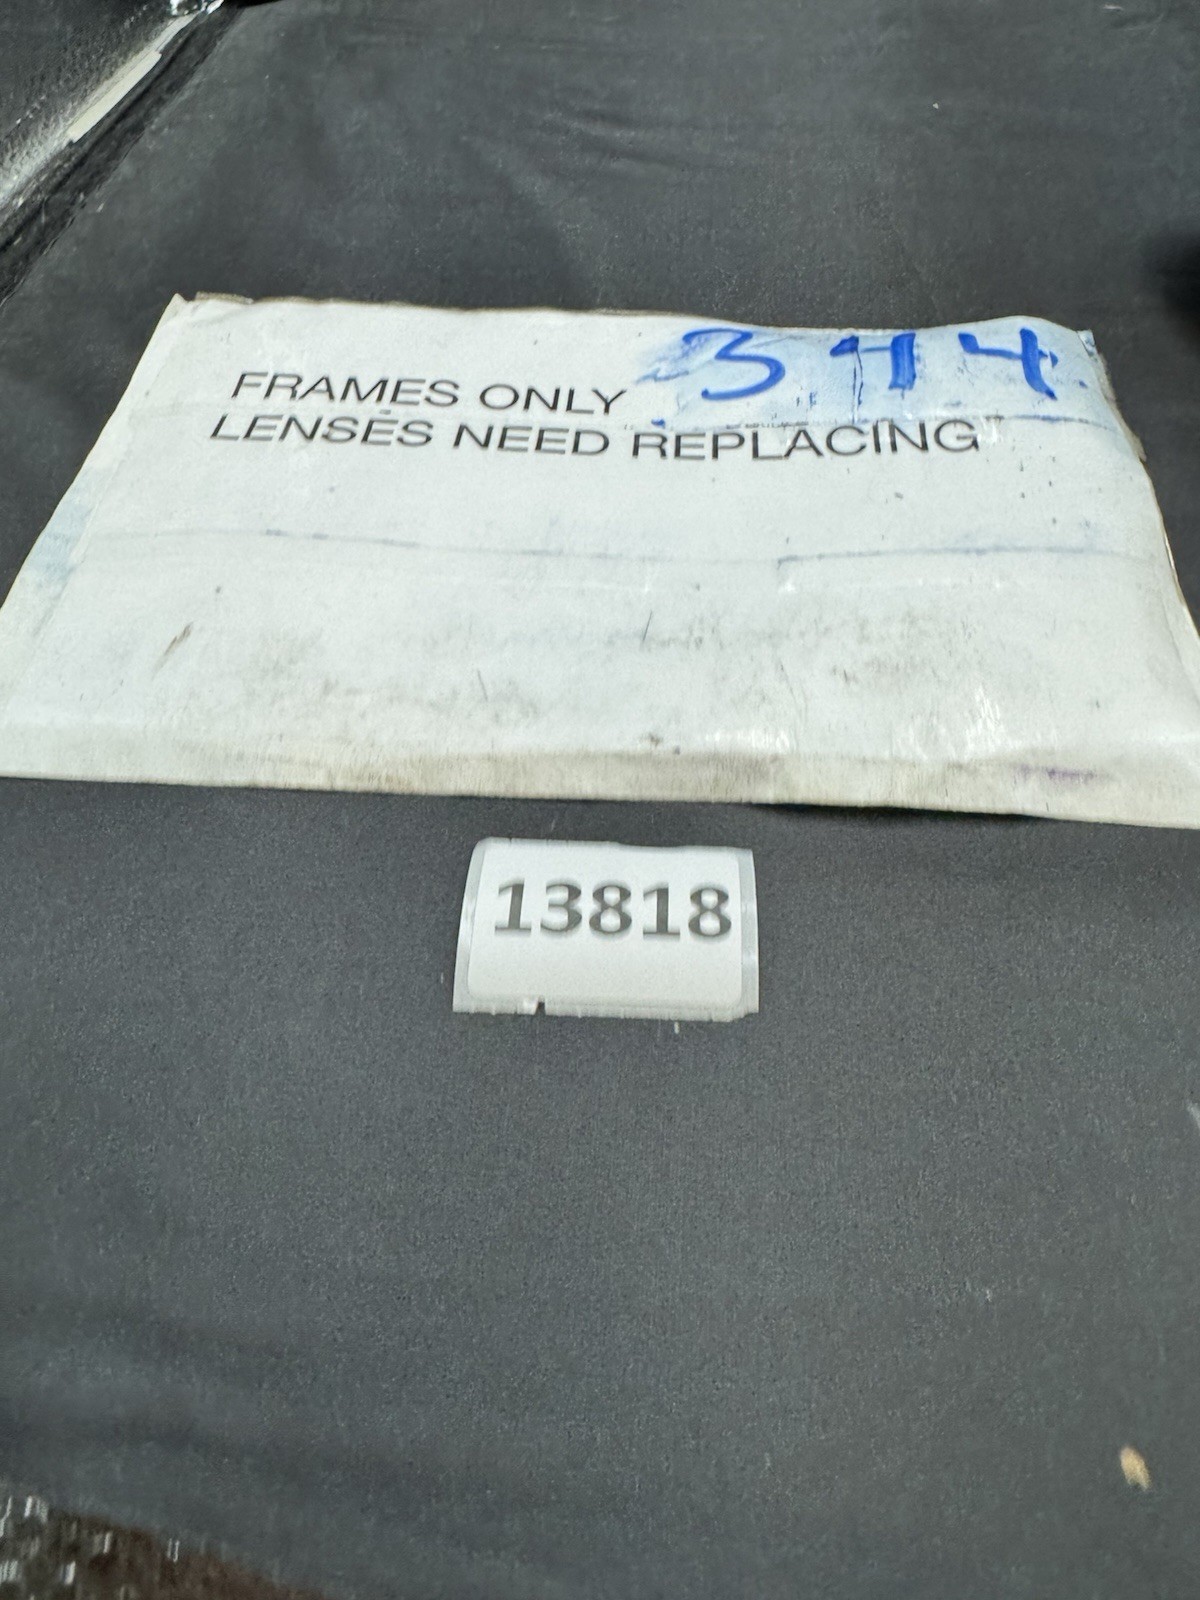 344
FRAMES ONLY
LENSES NEED REPLACING
13818